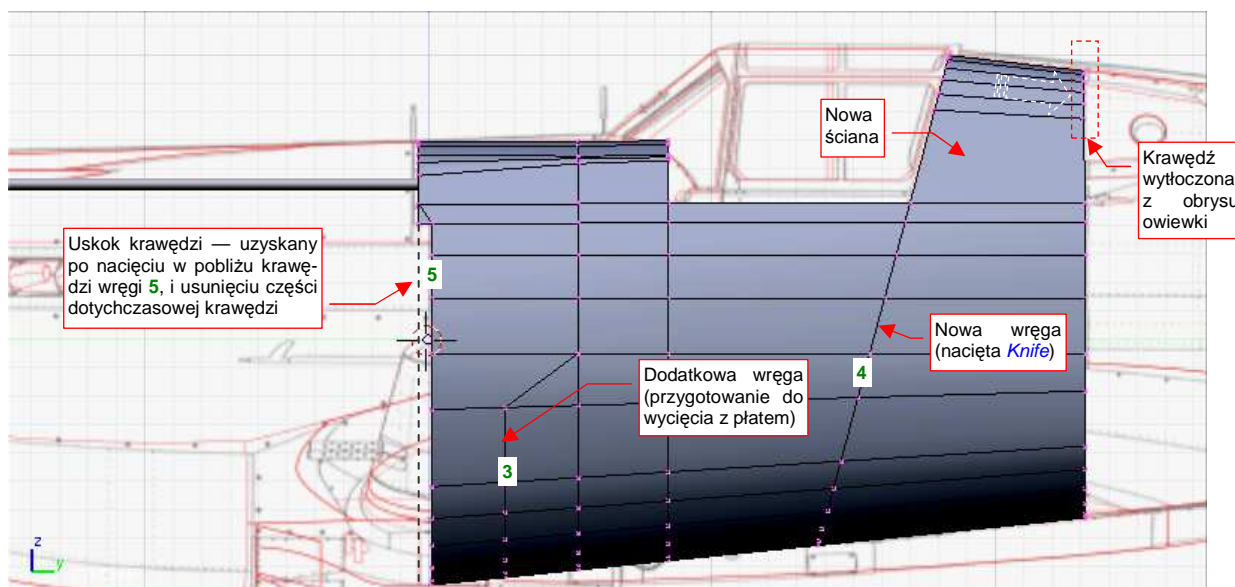 Nowa
ściana
Krawędź
wytłoczona
z obrysu
owiewki
Uskok krawędzi — uzyskany
po nacięciu w pobliżu krawę-
dzi wręgi 5, i usunięciu części
dotychczasowej krawędzi
5
Nowa wręga
(nacięta Knife)
4
Dodatkowa wręga
(przygotowanie do
wycięcia z płatem)
3
z
y